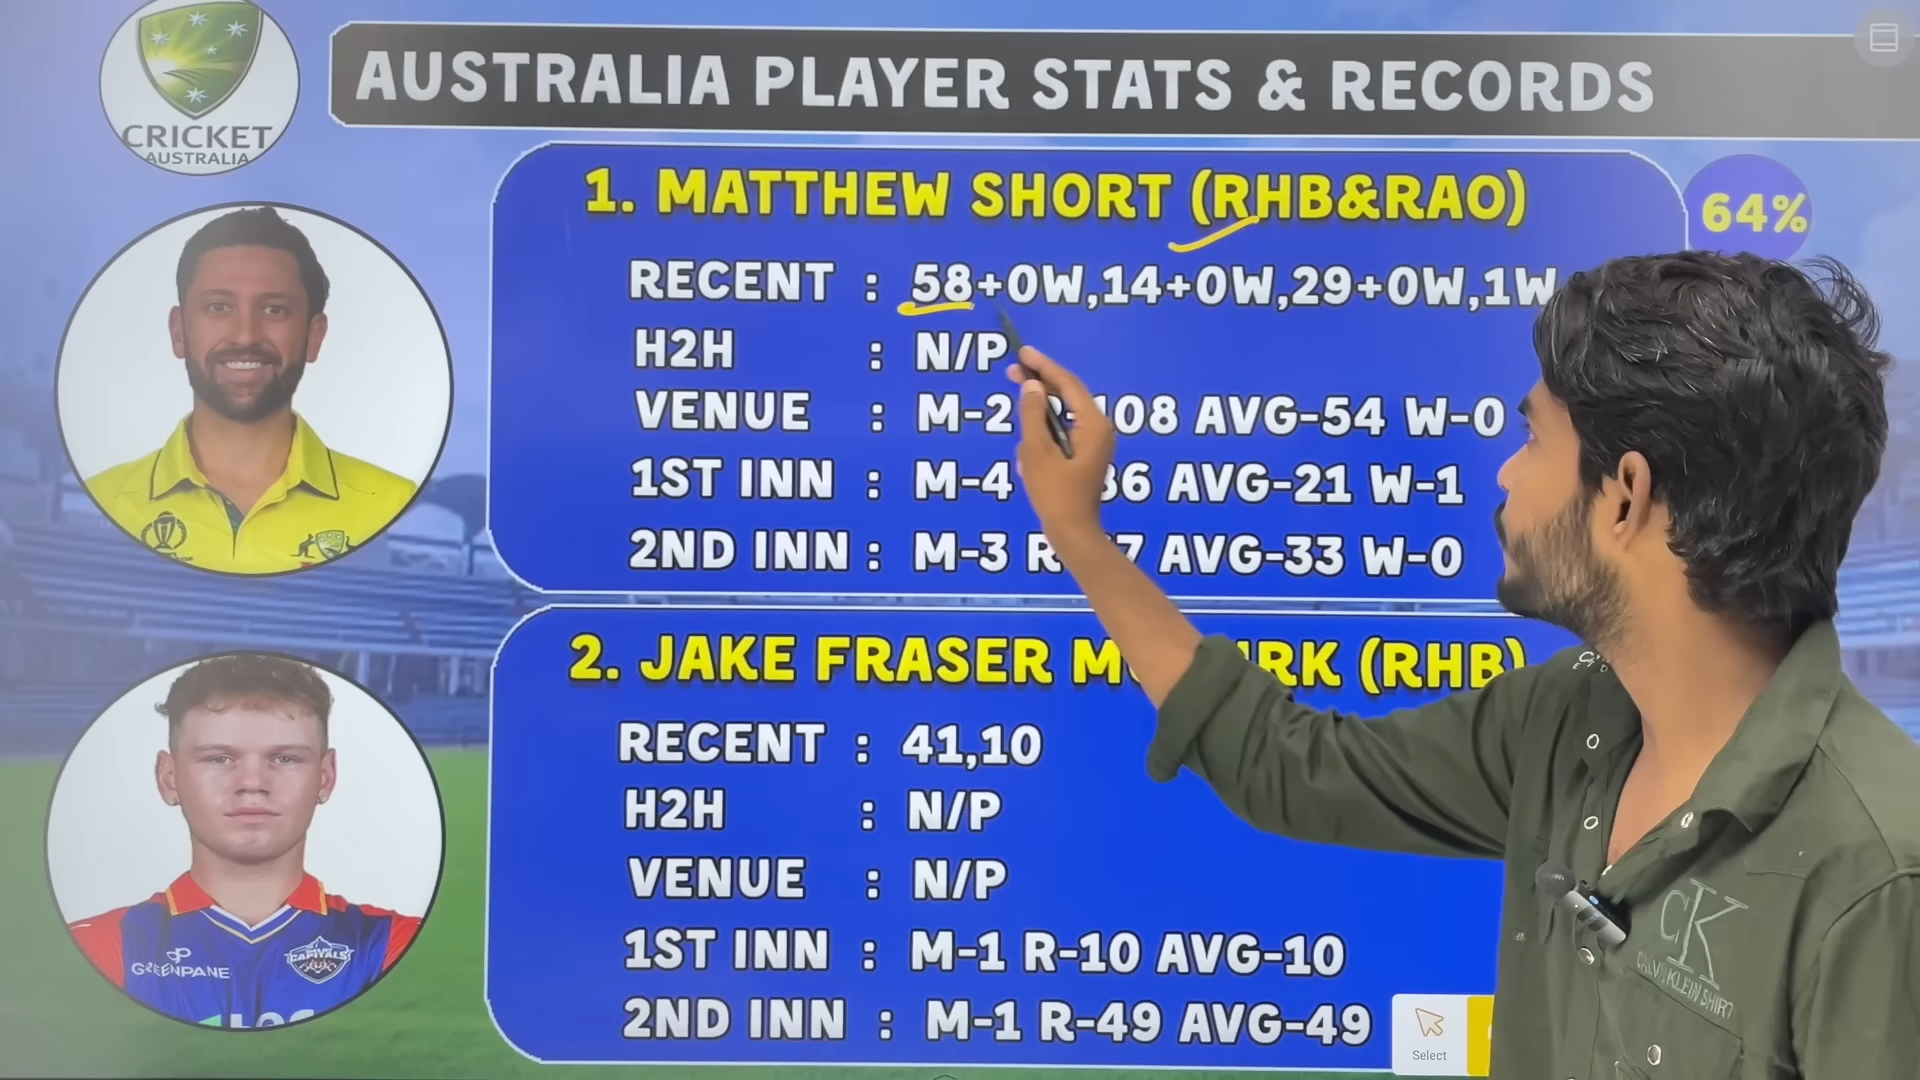 CRICKET
AUSTRALIA
AUSTRALIA PLAYER STATS & RECORDS
1. MATTHEW SHORT (RHB&RAO)
64%
RECENT : 58+0W,14+0W,29+0W,1W
H2H : N/P
VENUE : M-2 108 AVG-54 W-0
1ST INN : M-4 AVG-21 W-1
2ND INN : M-3 AVG-33 W-0
2. JAKE FRASER (RHB)
RECENT : 41,10
H2H : N/P
VENUE : N/P
1ST INN : M-1 R-10 AVG-10
2ND INN : M-1 R-49 AVG-49
GREENPANE
CAPITALS
Select
CK